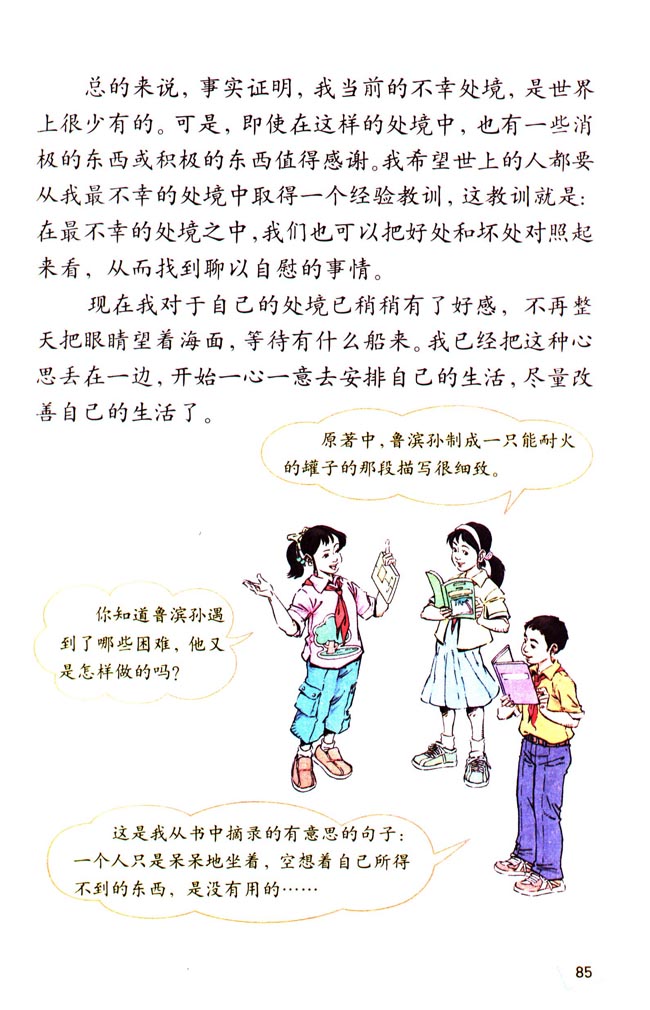 总的来说，事实证明，我当前的不幸处境，是世界
上很少有的。可是，即使在这样的处境中，也有一些消
极的东西或积极的东西值得感谢。我希望世上的人都要
从我最不幸的处境中取得一个经验教训，这教训就是：
在最不幸的处境之中，我们也可以把好处和坏处对照起
来看，从而找到聊以自慰的事情。
现在我对于自己的处境已稍稍有了好感，不再整
天把眼睛望着海面，等待有什么船来。我已经把这种心
思丢在一边，开始一心一意去安排自己的生活，尽量改
善自己的生活了。
原著中，鲁滨孙制成一只能耐火
的罐子的那段描写很细致。
你知道鲁滨孙遇
到了哪些困难，他又
是怎样做的吗？
这是我从书中摘录的有意思的句子：
一个人只是呆呆地坐着，空想着自己所得
不到的东西，是没有用的……
85